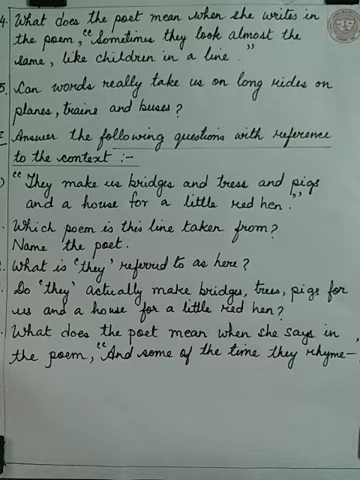 4. What does the poet mean when she writes in
the poem, "Sometimes they look almost the
same, like children in a line."
5. Can words really take us on long rides on
planes, trains and buses?
Answer the following questions with reference
to the context :-
"They make us bridges and tress and pigs
and a house for a little red hen."
Which poem is this line taken from?
Name the poet.
2. What is 'they' referred to as here?
Do 'they' actually make bridges, trees, pigs for
us and a house for a little red hen?
What does the poet mean when she says in
the poem, "And some of the time they rhyme—